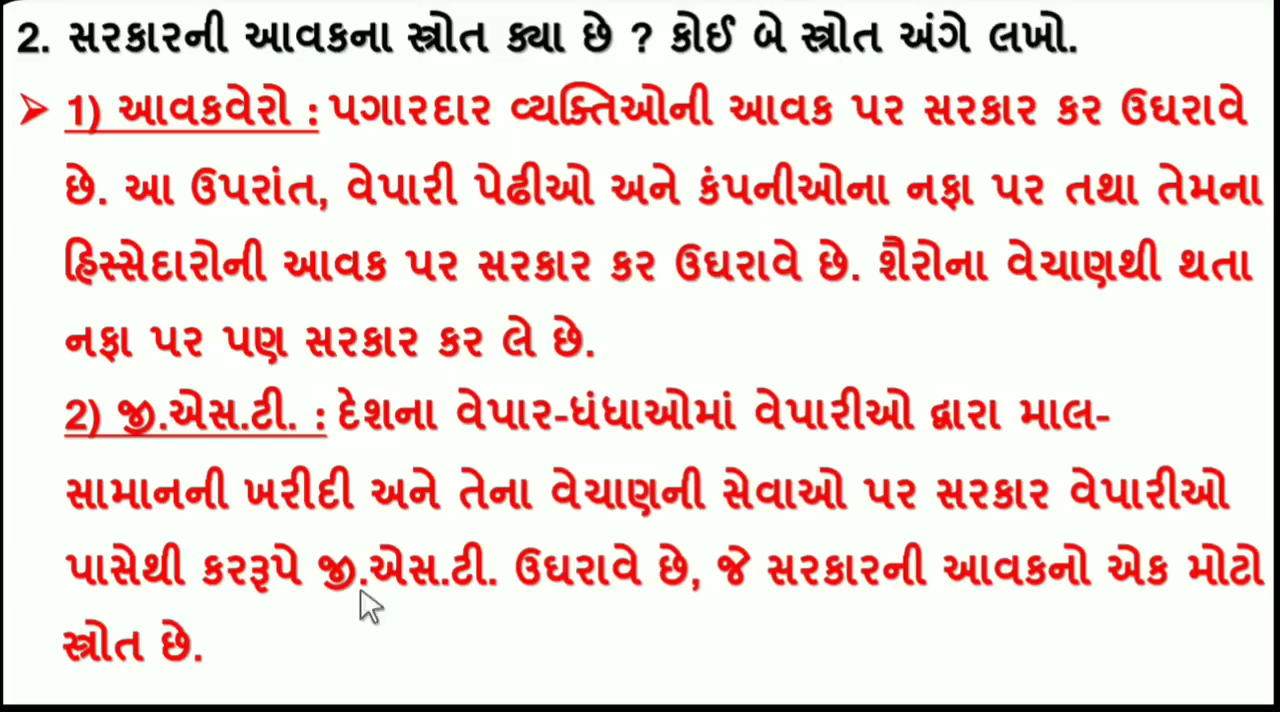 2. સરકારની આવકના સ્ત્રોત ક્યા છે ? કોઈ બે સ્ત્રોત અંગે લખો.
➢ 1) આવકવેરો : પગારદાર વ્યક્તિઓની આવક પર સરકાર કર ઉઘરાવે
છે. આ ઉપરાંત, વેપારી પેઢીઓ અને કંપનીઓના નફા પર તથા તેમના
હિસ્સેદારોની આવક પર સરકાર કર ઉઘરાવે છે. શૈરોના વેચાણથી થતા
નફા પર પણ સરકાર કર લે છે.
2) જી.એસ.ટી. : દેશના વેપાર-ધંધાઓમાં વેપારીઓ દ્વારા માલ-
સામાનની ખરીદી અને તેના વેચાણની સેવાઓ પર સરકાર વેપારીઓ
પાસેથી કરરૂપે જી.એસ.ટી. ઉઘરાવે છે, જે સરકારની આવકનો એક મોટો
સ્ત્રોત છે.